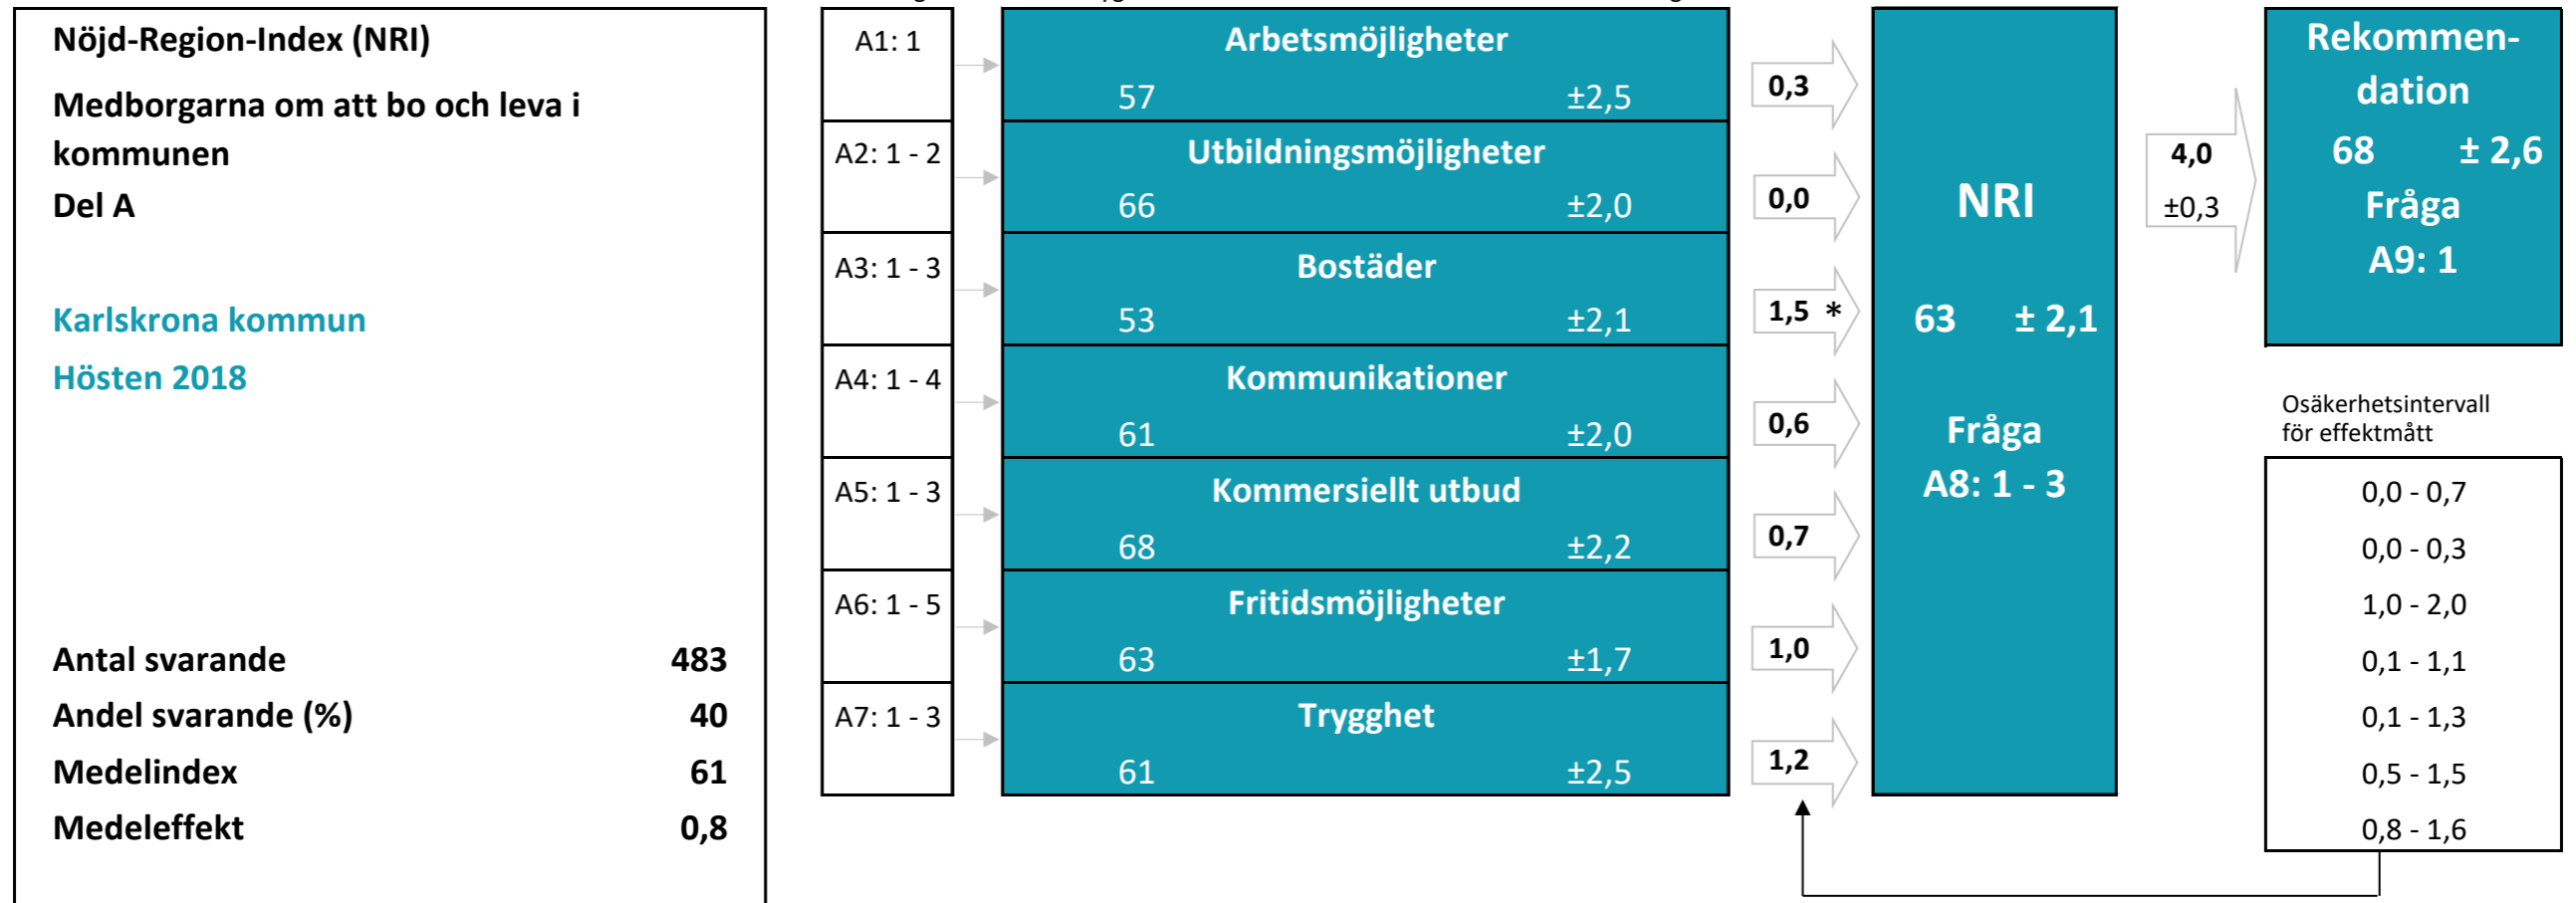 Nöjd-Region-Index (NRI)
Medborgarna om att bo och leva i
kommunen
Del A
Karlskrona kommun
Hösten 2018
Antal svarande 483
Andel svarande (%) 40
Medelindex 61
Medeleffekt 0,8
A1: 1
Arbetsmöjligheter
57 ±2,5
0,3
A2: 1 - 2
Utbildningsmöjligheter
66 ±2,0
0,0
A3: 1 - 3
Bostäder
53 ±2,1
1,5 *
A4: 1 - 4
Kommunikationer
61 ±2,0
0,6
A5: 1 - 3
Kommersiellt utbud
68 ±2,2
0,7
A6: 1 - 5
Fritidsmöjligheter
63 ±1,7
1,0
A7: 1 - 3
Trygghet
61 ±2,5
1,2
NRI
63 ± 2,1
Fråga
A8: 1 - 3
4,0
±0,3
Rekommen-
dation
68 ± 2,6
Fråga
A9: 1
Osäkerhetsintervall
för effektmått
0,0 - 0,7
0,0 - 0,3
1,0 - 2,0
0,1 - 1,1
0,1 - 1,3
0,5 - 1,5
0,8 - 1,6